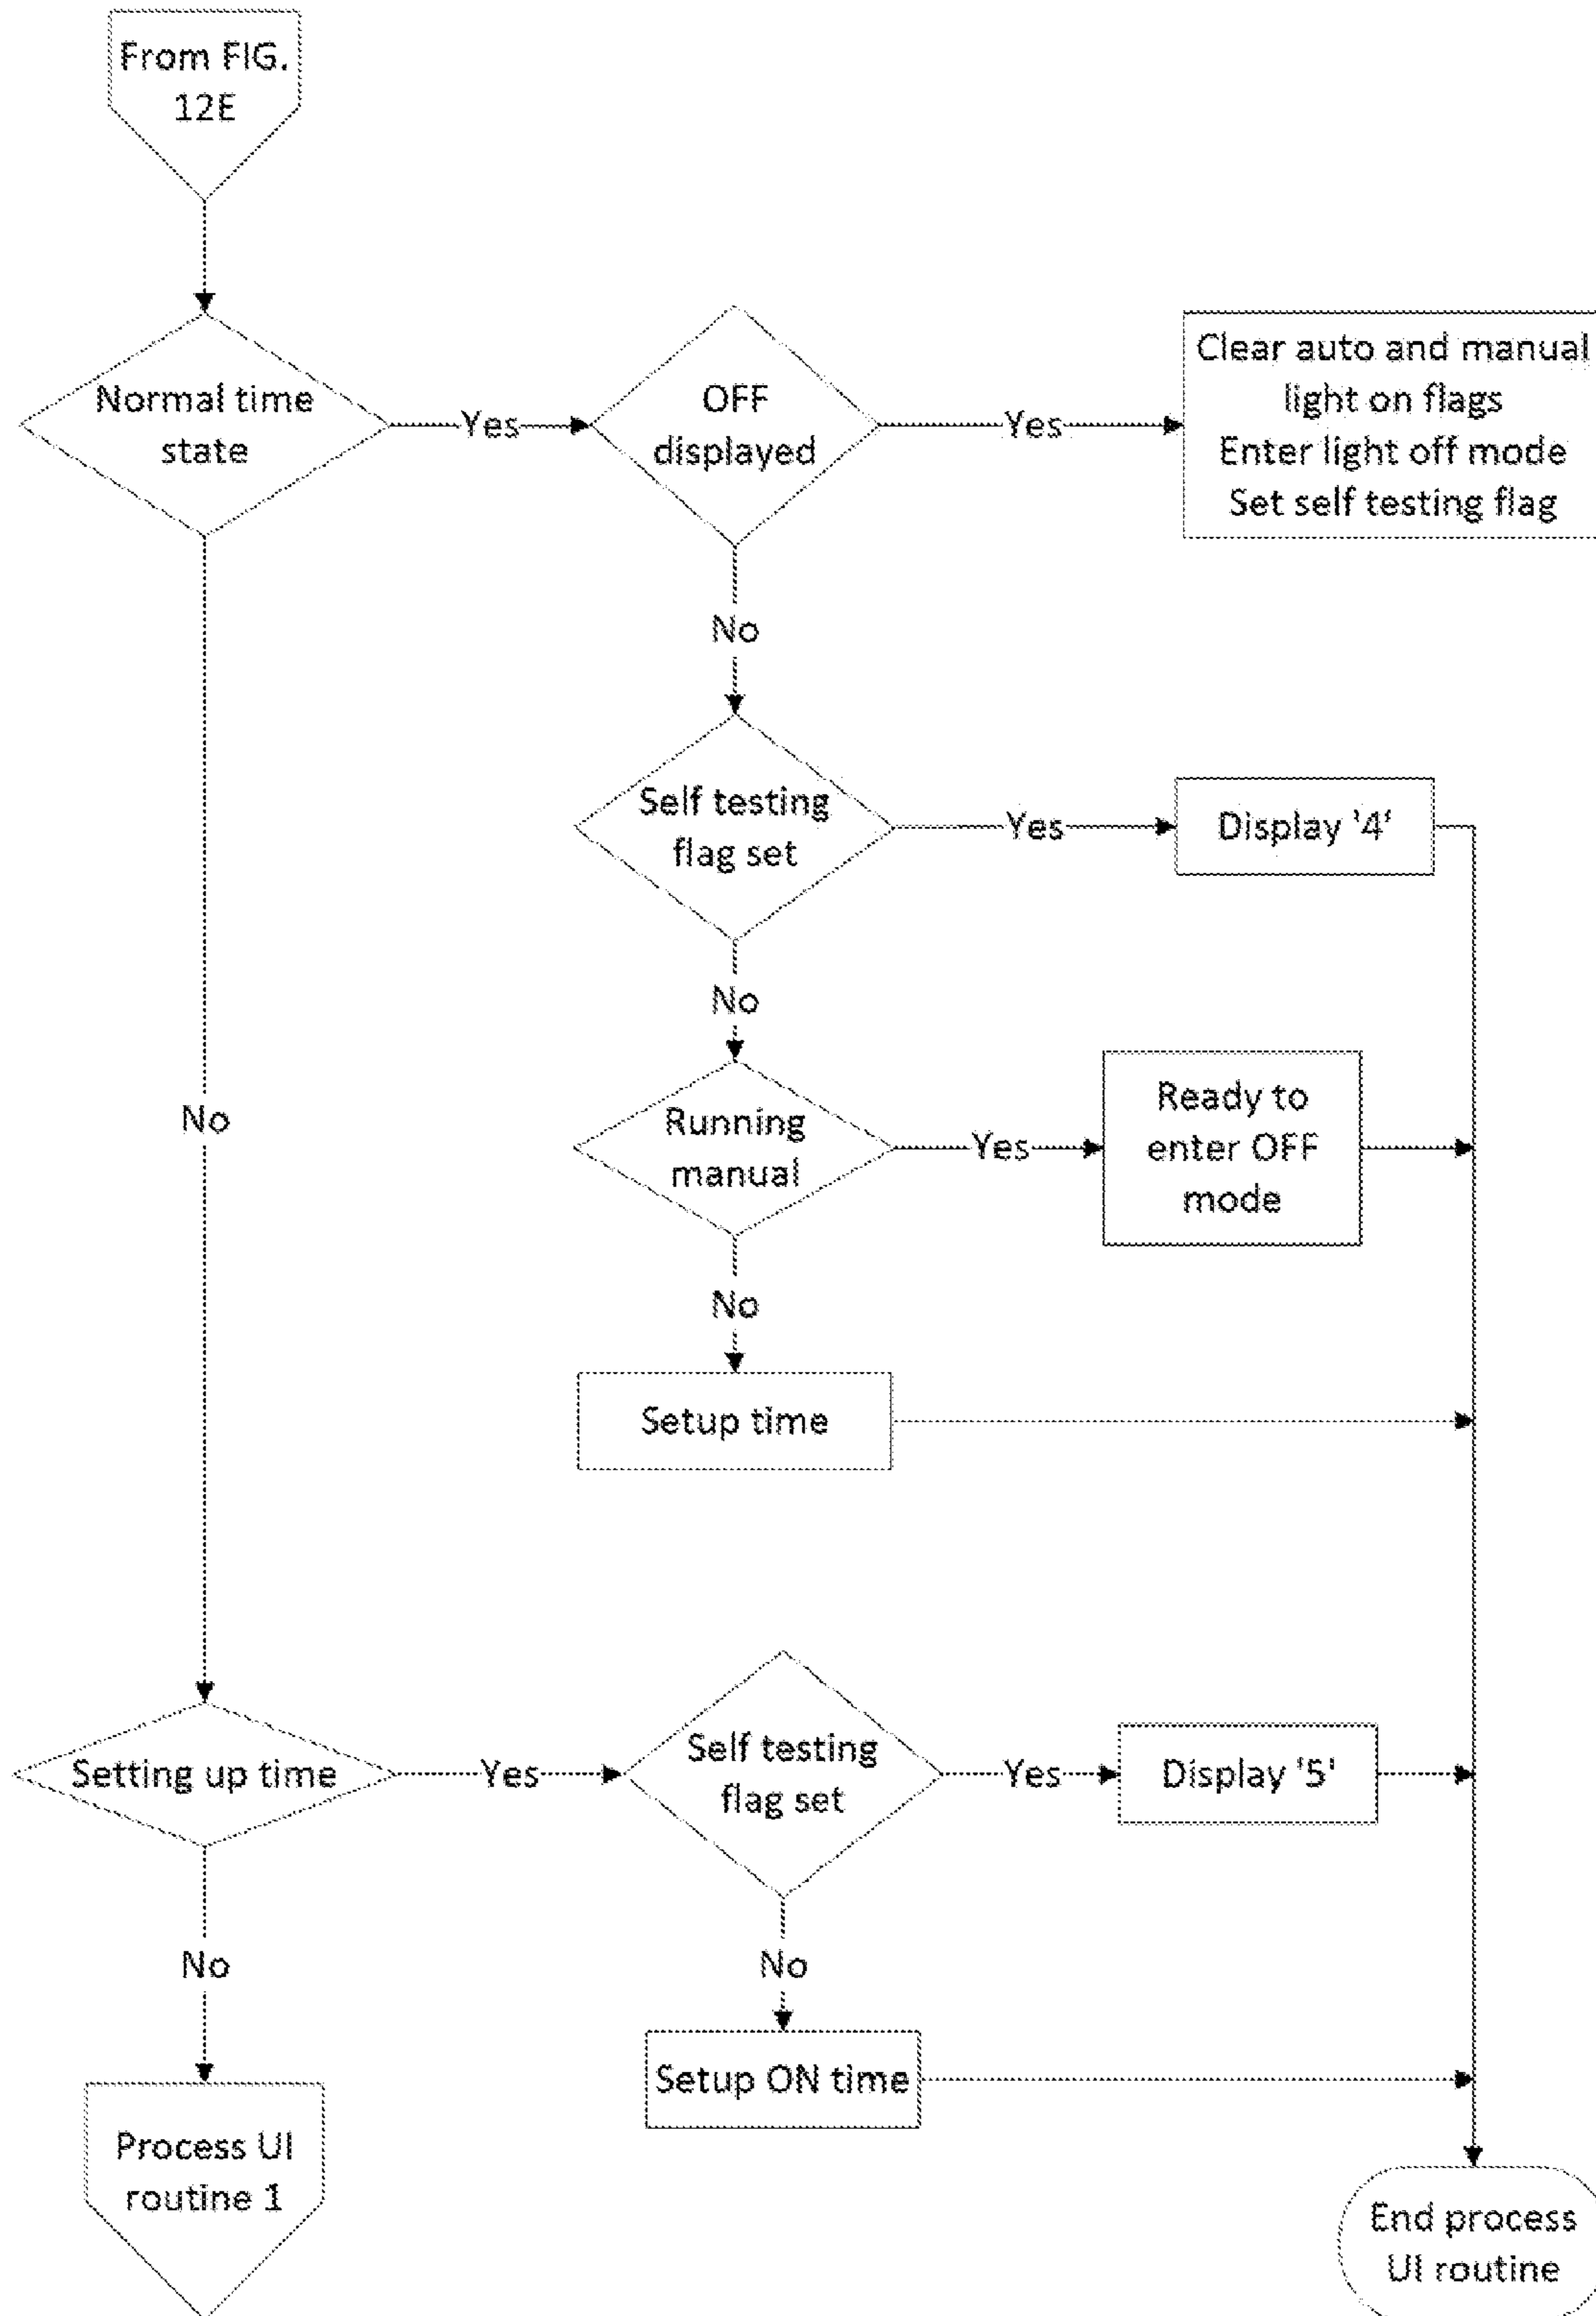 From FIG.
12E
Normal time
state
Yes
OFF
displayed
Yes
Clear auto and manual
light on flags
Enter light off mode
Set self testing flag
No
Self testing
flag set
Yes
Display '4'
No
No
Running
manual
Yes
Ready to
enter OFF
mode
No
Setup time
Setting up time
Yes
Self testing
flag set
Yes
Display '5'
No
No
Setup ON time
Process UI
routine 1
End process
UI routine